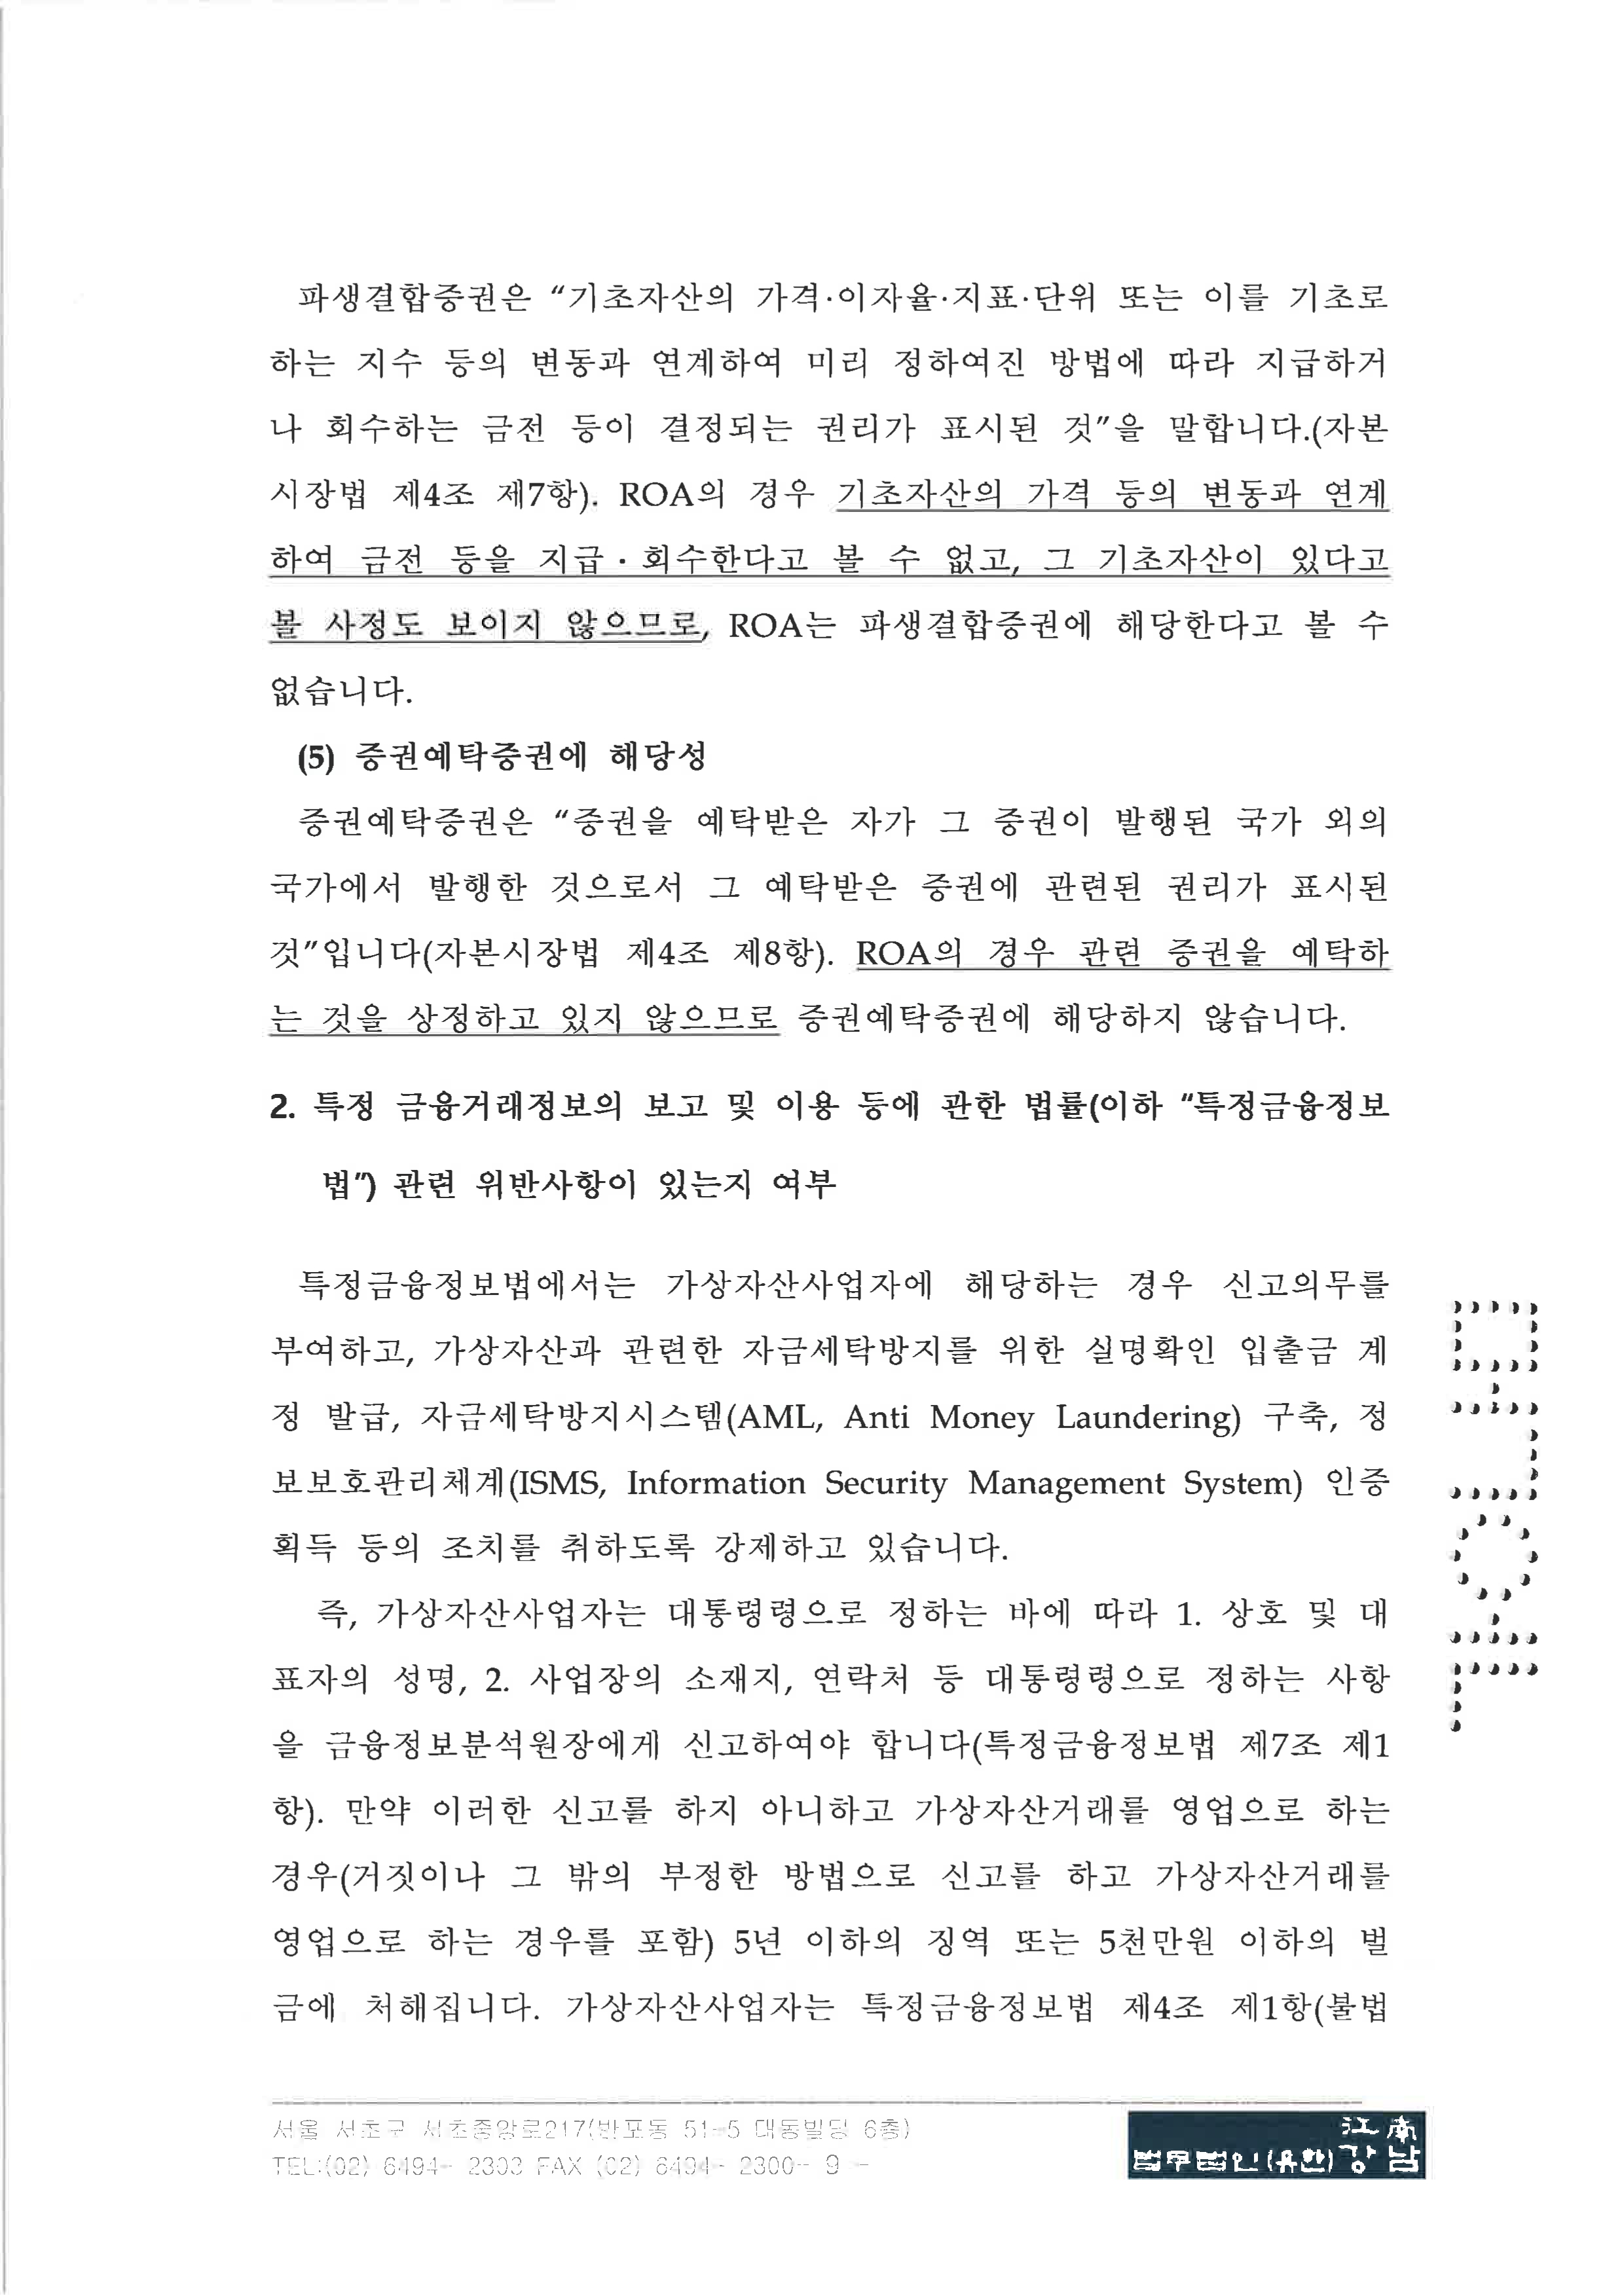 파생결합증권은 “기초자산의 가격·이자율·지표·단위 또는 이를 기초로
하는 지수 등의 변동과 연계하여 미리 정하여진 방법에 따라 지급하거
나 회수하는 금전 등이 결정되는 권리가 표시된 것”을 말합니다.(자본
시장법 제4조 제7항). ROA의 경우 기초자산의 가격 등의 변동과 연계
하여 금전 등을 지급·회수한다고 볼 수 없고, 그 기초자산이 있다고
볼 사정도 보이지 않으므로, ROA는 파생결합증권에 해당한다고 볼 수
없습니다.
(5) 증권예탁증권에 해당성
증권예탁증권은 “증권을 예탁받은 자가 그 증권이 발행된 국가 외의
국가에서 발행한 것으로서 그 예탁받은 증권에 관련된 권리가 표시된
것”입니다(자본시장법 제4조 제8항). ROA의 경우 관련 증권을 예탁하
는 것을 상정하고 있지 않으므로 증권예탁증권에 해당하지 않습니다.
2. 특정 금융거래정보의 보고 및 이용 등에 관한 법률(이하 “특정금융정보
법”) 관련 위반사항이 있는지 여부
특정금융정보법에서는 가상자산사업자에 해당하는 경우 신고의무를
부여하고, 가상자산과 관련한 자금세탁방지를 위한 실명확인 입출금 계
정 발급, 자금세탁방지시스템(AML, Anti Money Laundering) 구축, 정
보보호관리체계(ISMS, Information Security Management System) 인증
획득 등의 조치를 취하도록 강제하고 있습니다.
즉, 가상자산사업자는 대통령령으로 정하는 바에 따라 1. 상호 및 대
표자의 성명, 2. 사업장의 소재지, 연락처 등 대통령령으로 정하는 사항
을 금융정보분석원장에게 신고하여야 합니다(특정금융정보법 제7조 제1
항). 만약 이러한 신고를 하지 아니하고 가상자산거래를 영업으로 하는
경우(거짓이나 그 밖의 부정한 방법으로 신고를 하고 가상자산거래를
영업으로 하는 경우를 포함) 5년 이하의 징역 또는 5천만원 이하의 벌
금에 처해집니다. 가상자산사업자는 특정금융정보법 제4조 제1항(불법
서울 서초구 서초중앙로217(반포동 51-5 대동빌딩 6층)
TEL:(02) 6494- 2303 FAX (02) 6494- 2300- 9 -
江南
법무법인(유한) 강남